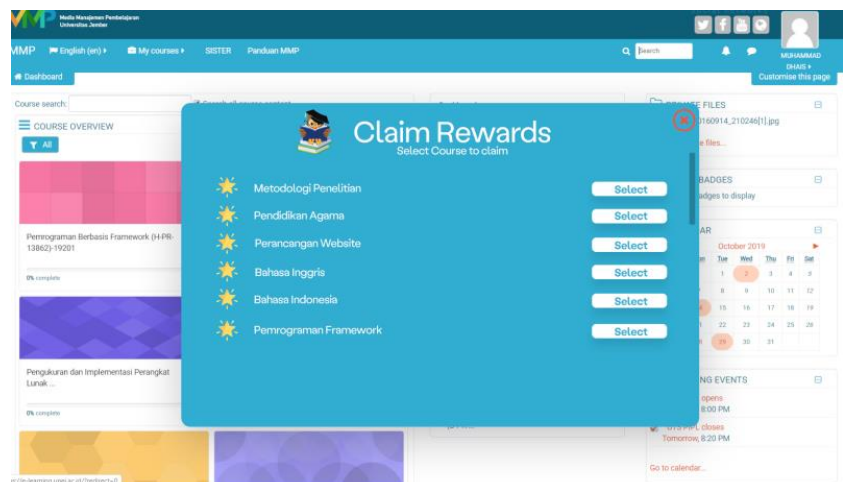 MMP Media Manajemen Pembelajaran
Universitas Jember
MMP English (en) My courses SISTER Panduan MMP Search
MUHAMMAD
DHAIS
Dashboard Customise this page
Course search:
COURSE OVERVIEW
All
Pemrograman Berbasis Framework (H-PR-
13862)-19201
0% complete
Pengukuran dan Implementasi Perangkat
Lunak ...
0% complete
Claim Rewards
Select Course to claim
Metodologi Penelitian Select
Pendidikan Agama Select
Perancangan Website Select
Bahasa Inggris Select
Bahasa Indonesia Select
Pemrograman Framework Select
FILES
0160914_210246[1].jpg
files...
BADGES
to display
AR
October 2019
Tue Wed Thu Fri Sat
1 2 3 4 5
8 9 10 11 12
15 16 17 18 19
22 23 24 25 26
29 30 31
NG EVENTS
opens
8:00 PM
closes
Tomorrow, 8:20 PM
Go to calendar...